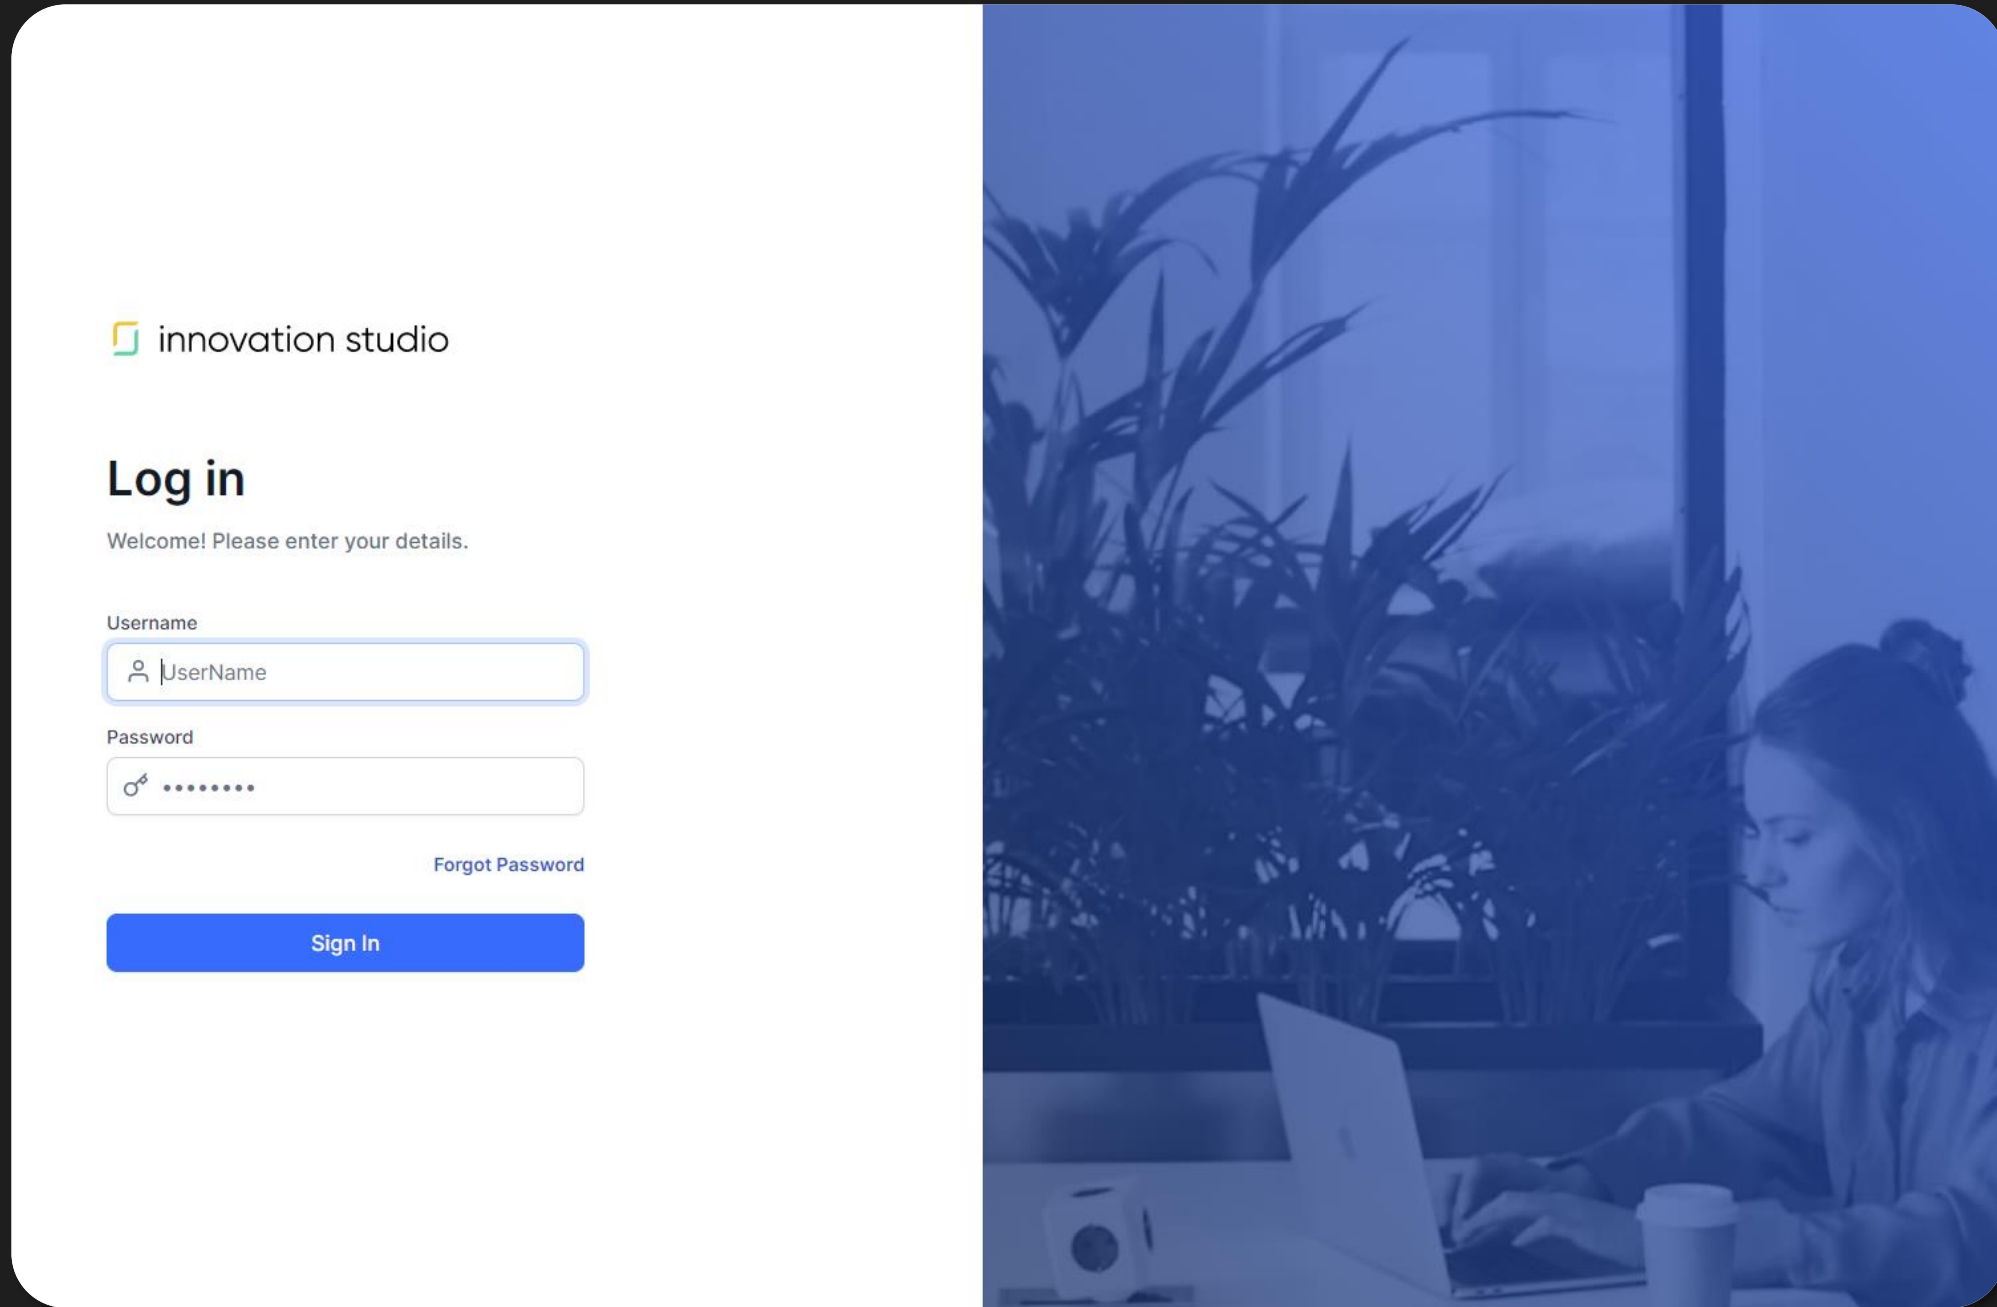 innovation studio
Log in
Welcome! Please enter your details.
Username
UserName
Password
••••••••
Forgot Password
Sign In